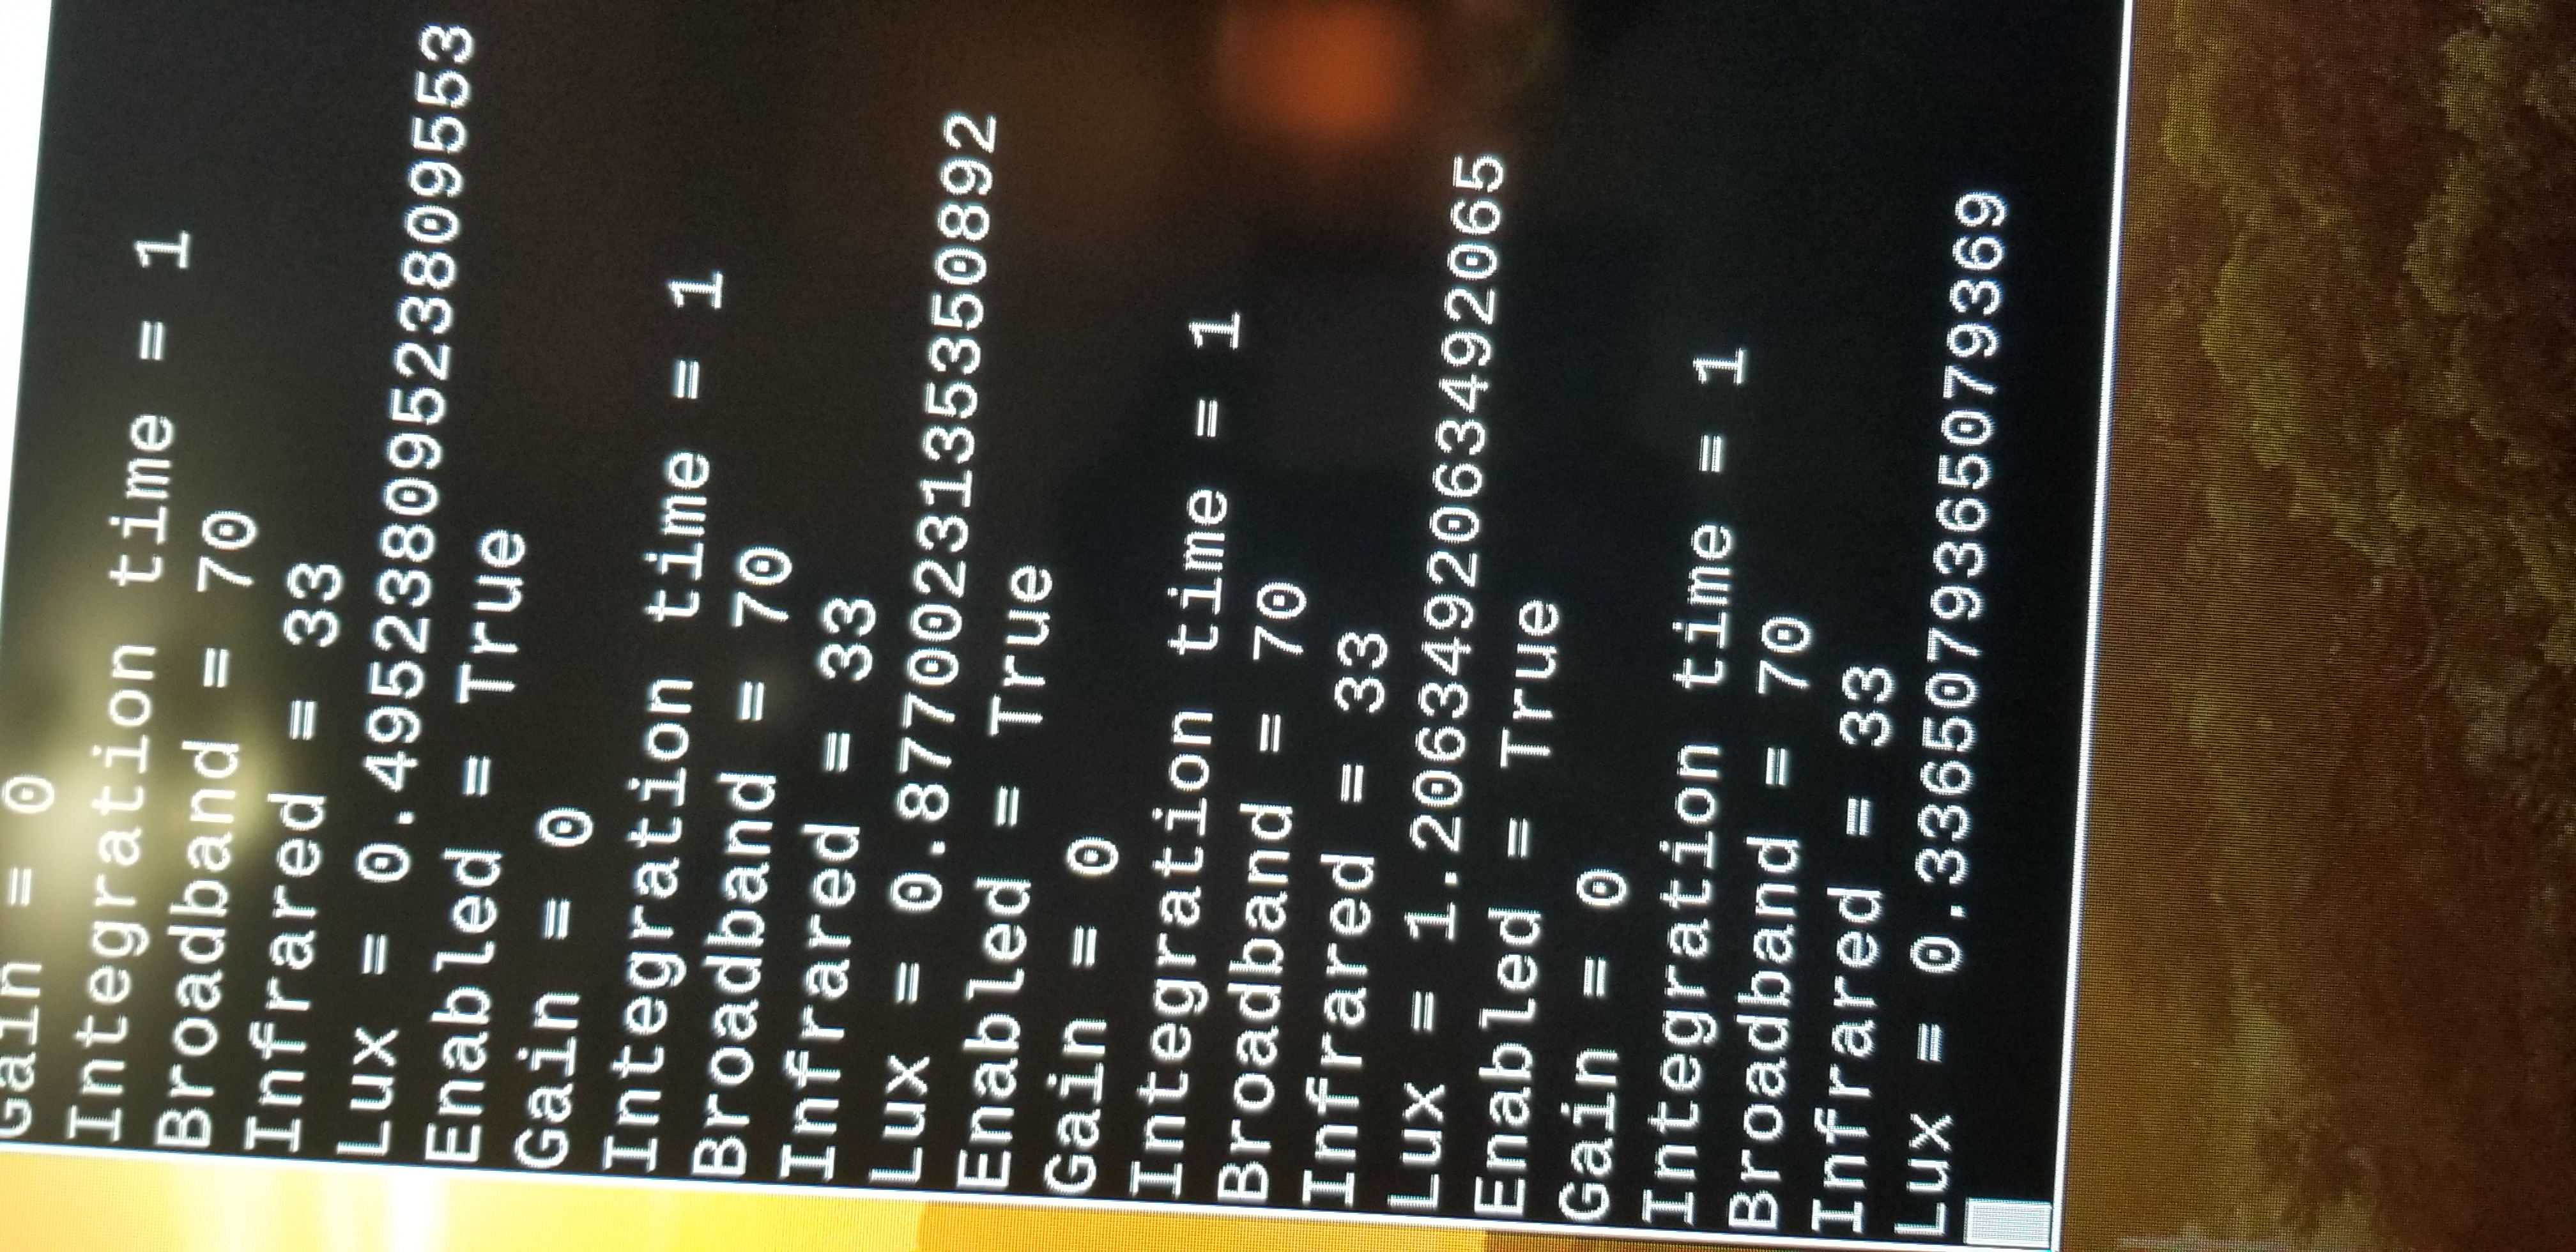 Gain = 0
Integration time = 1
Broadband = 70
Infrared = 33
Lux = 0.49523809523809553
Enabled = True
Gain = 0
Integration time = 1
Broadband = 70
Infrared = 33
Lux = 0.8770023135350892
Enabled = True
Gain = 0
Integration time = 1
Broadband = 70
Infrared = 33
Lux = 1.2063492063492065
Enabled = True
Gain = 0
Integration time = 1
Broadband = 70
Infrared = 33
Lux = 0.3365079365079369